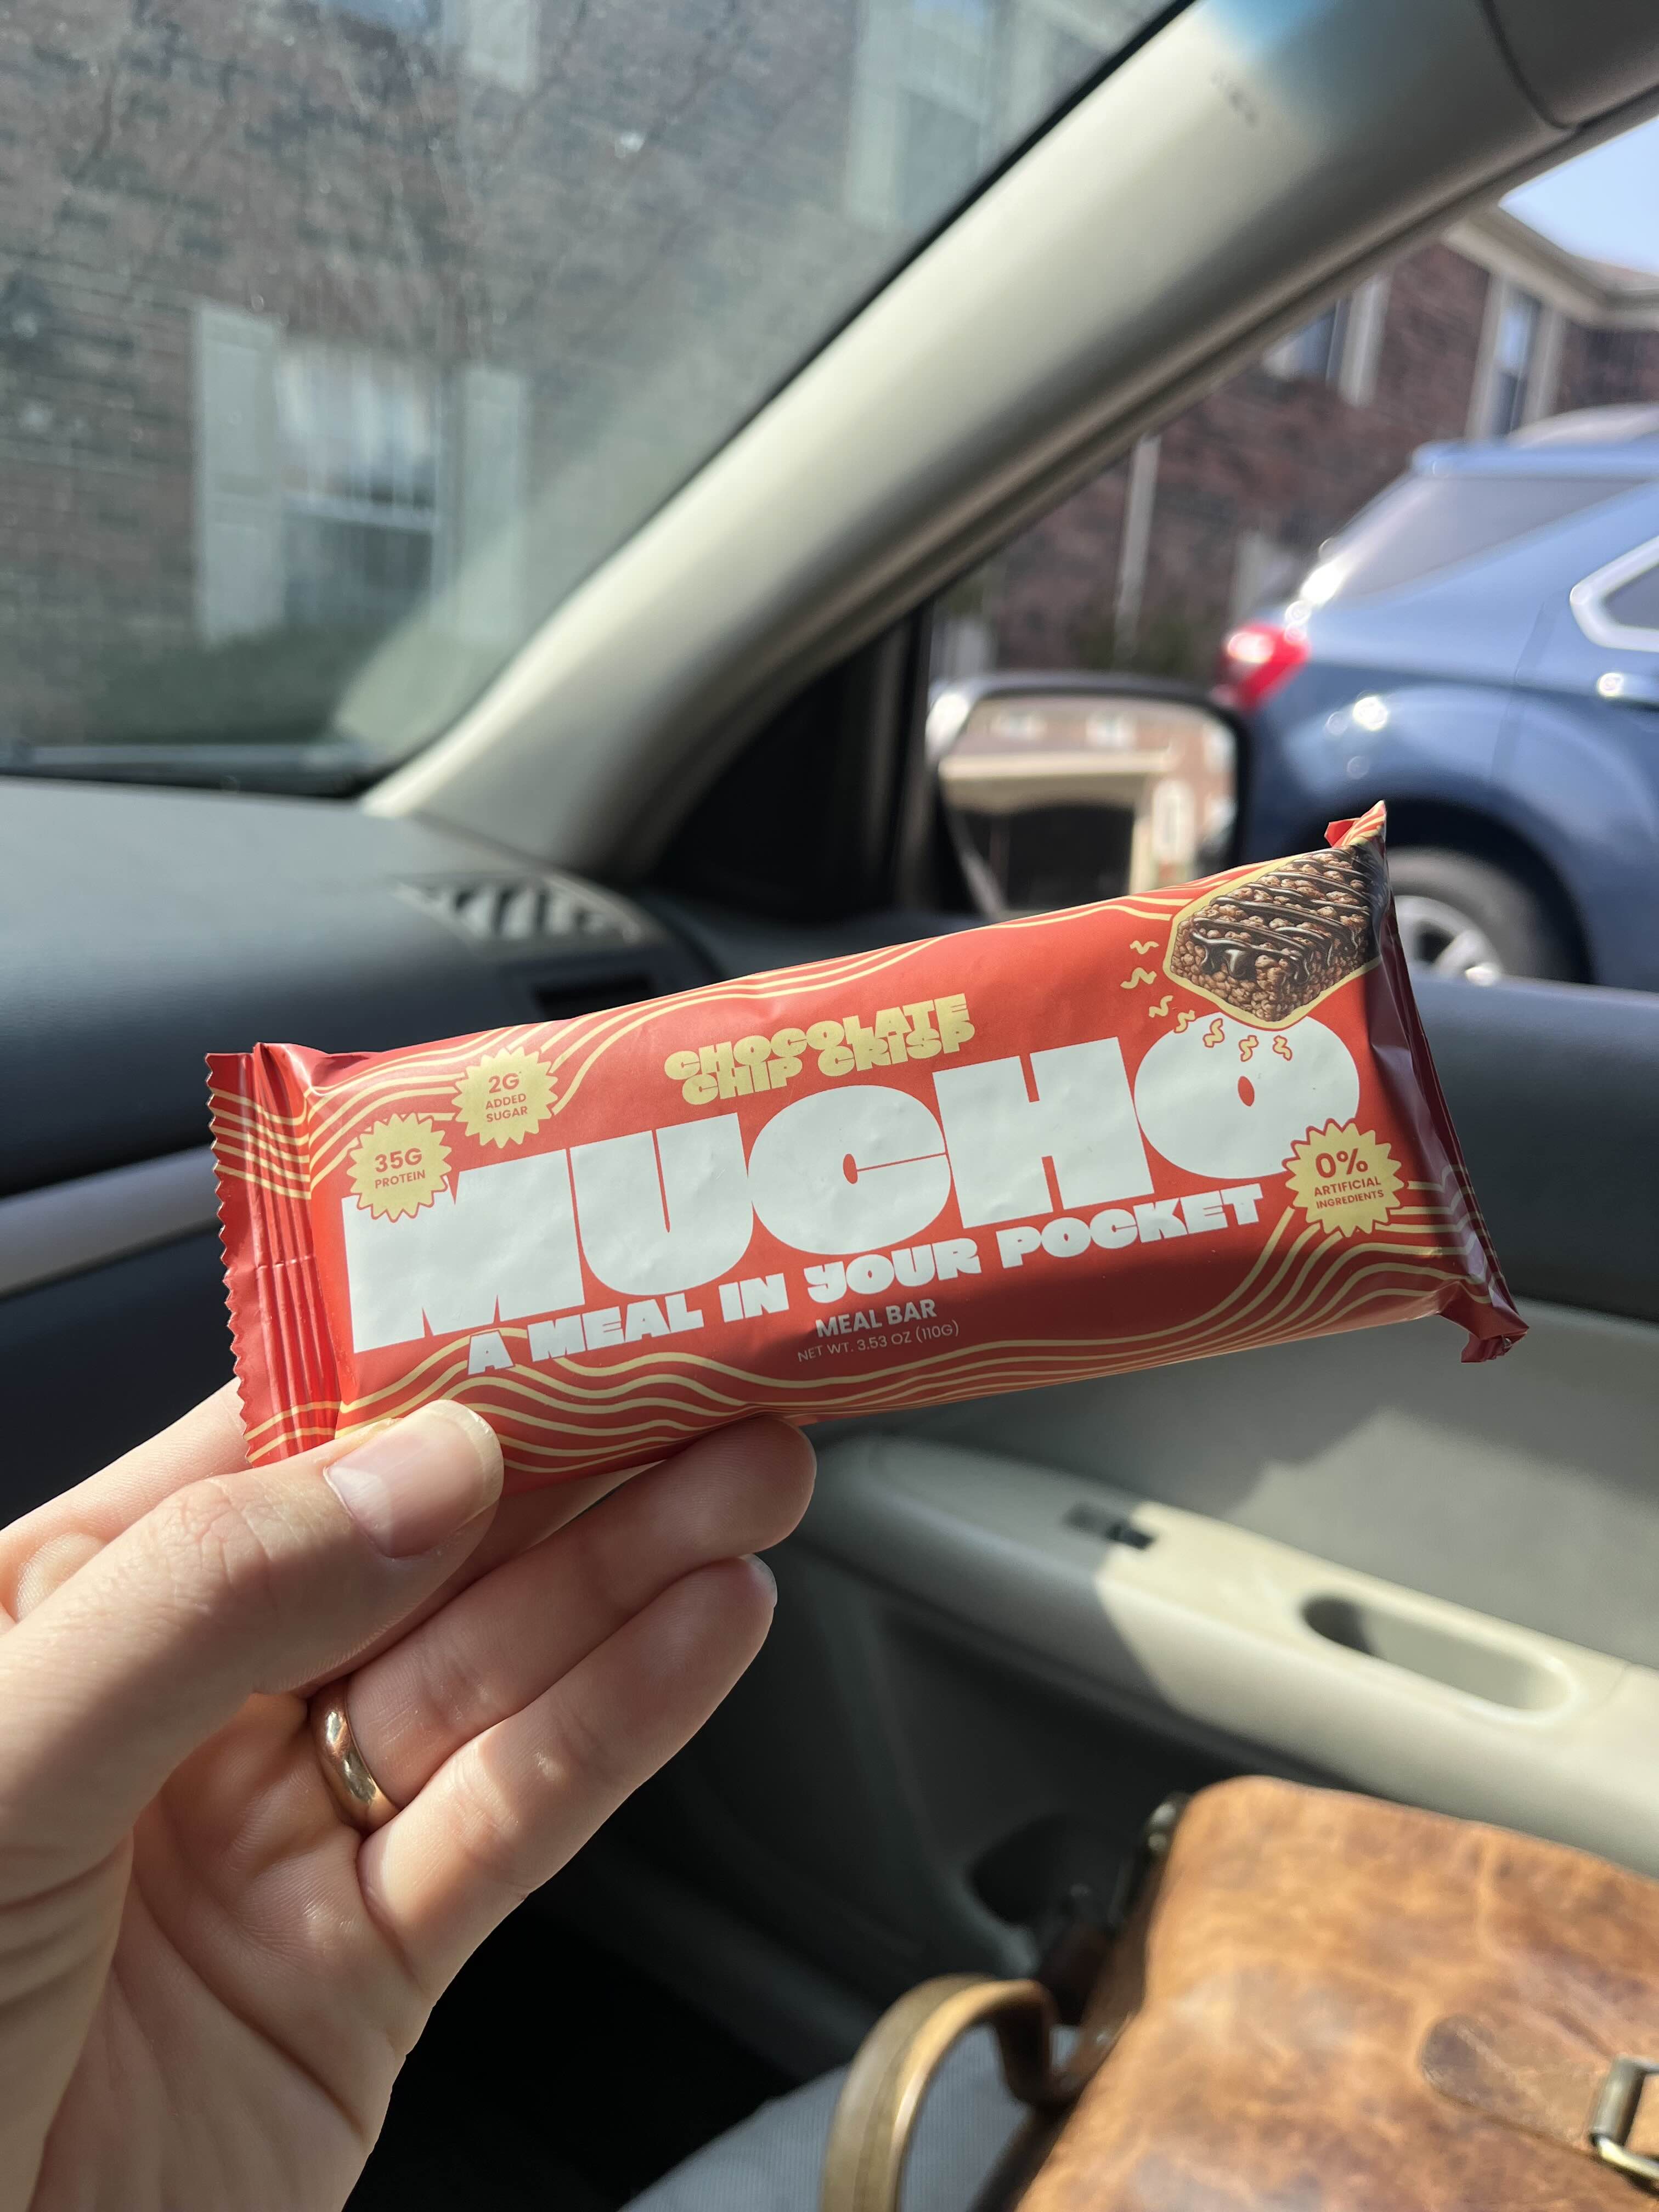 CHOCOLATE
CHIP CRISP
2G
ADDED
SUGAR
35G
PROTEIN
MUCHO
0%
ARTIFICIAL
INGREDIENTS
A MEAL IN YOUR POCKET
MEAL BAR
NET WT. 3.53 OZ (110G)